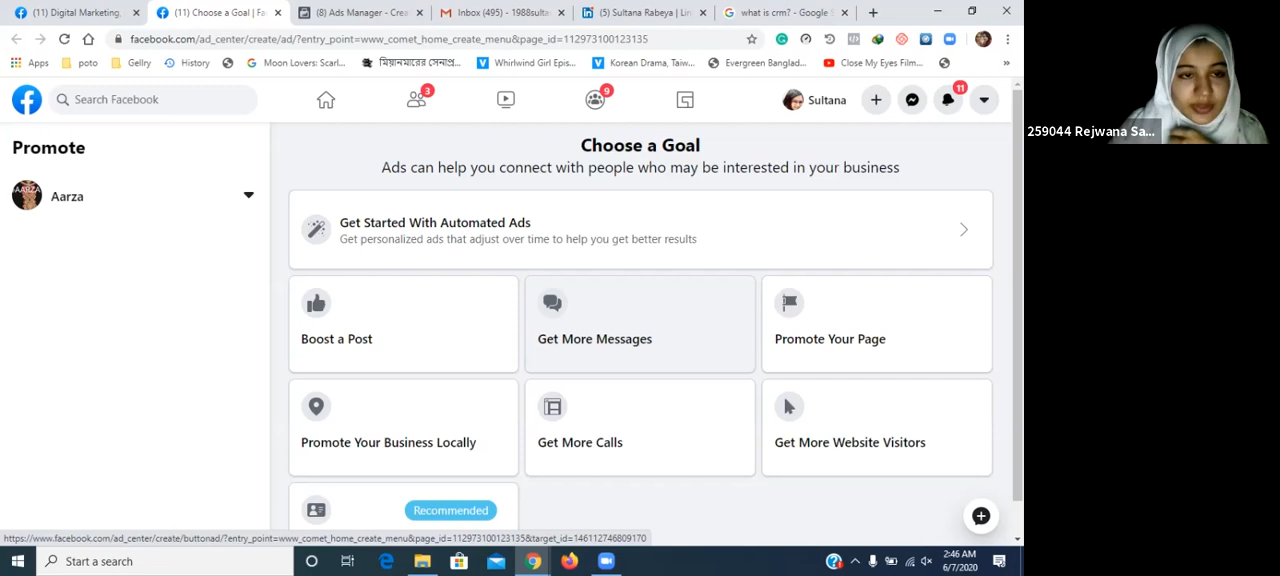 (11) Digital Marketing,
(11) Choose a Goal | Fa
(8) Ads Manager - Crea
Inbox (495) - 1988sulta
(5) Sultana Rabeya | Lin
what is crm? - Google S
facebook.com/ad_center/create/ad/?entry_point=www_comet_home_create_menu&page_id=112973100123135
Apps
poto
Gellry
History
Moon Lovers: Scarl...
মিয়ানমারের সেনাপ্র...
Whirlwind Girl Epis...
Korean Drama, Taiw...
Evergreen Banglad...
Close My Eyes Film...
»
Search Facebook
3
9
Sultana
11
259044 Rejwana Sa...
Promote
AARZA
Aarza
Choose a Goal
Ads can help you connect with people who may be interested in your business
Get Started With Automated Ads
Get personalized ads that adjust over time to help you get better results
Boost a Post
Get More Messages
Promote Your Page
Promote Your Business Locally
Get More Calls
Get More Website Visitors
Recommended
https://www.facebook.com/ad_center/create/buttonad/?entry_point=www_comet_home_create_menu&page_id=112973100123135&target_id=146112746809170
Start a search
2:46 AM
6/7/2020